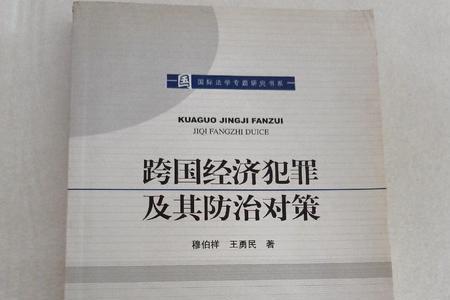 国 国际法学专题研究书系
KUAGUO JINGJI FANZUI
JIQI FANGZHI DUICE
跨国经济犯罪
及其防治对策
穆伯祥 王勇民 著